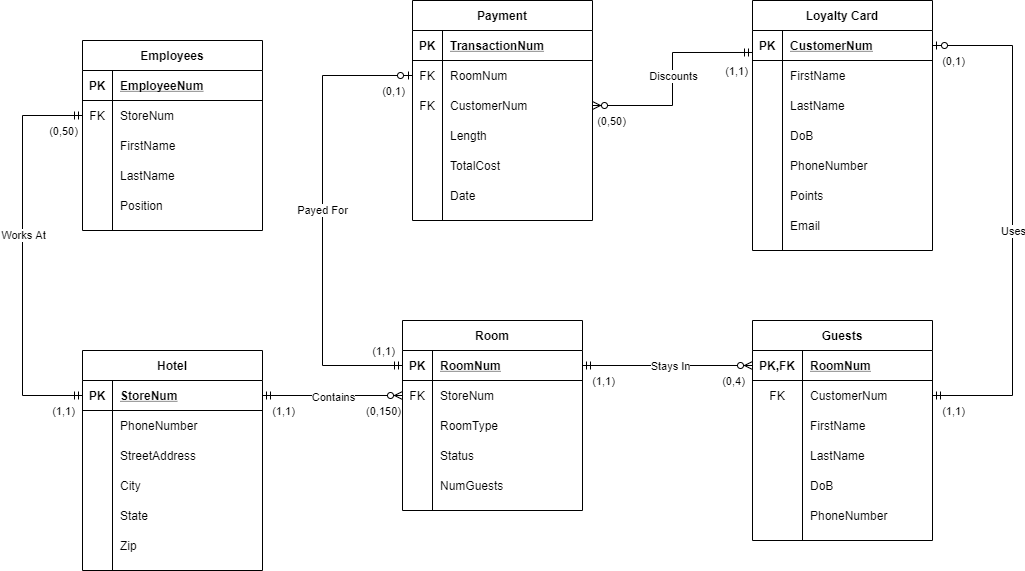 Payment
PK TransactionNum
FK RoomNum
FK CustomerNum
Length
TotalCost
Date
Loyalty Card
PK CustomerNum
FirstName
LastName
DoB
PhoneNumber
Points
Email
Employees
PK EmployeeNum
FK StoreNum
FirstName
LastName
Position
(0,50)
(0,1)
Discounts
(1,1)
(0,50)
(0,1)
Works At
Payed For
Uses
Hotel
PK StoreNum
PhoneNumber
StreetAddress
City
State
Zip
(1,1)
(1,1)
Contains
(0,150)
(1,1)
Room
PK RoomNum
FK StoreNum
RoomType
Status
NumGuests
(1,1)
Stays In
(0,4)
Guests
PK,FK RoomNum
FK CustomerNum
FirstName
LastName
DoB
PhoneNumber
(1,1)